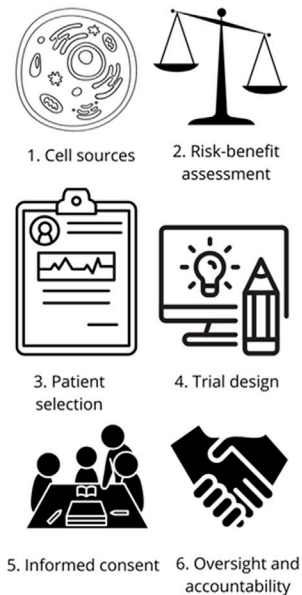 1. Cell sources
2. Risk-benefit
assessment
3. Patient
selection
4. Trial design
5. Informed consent
6. Oversight and
accountability